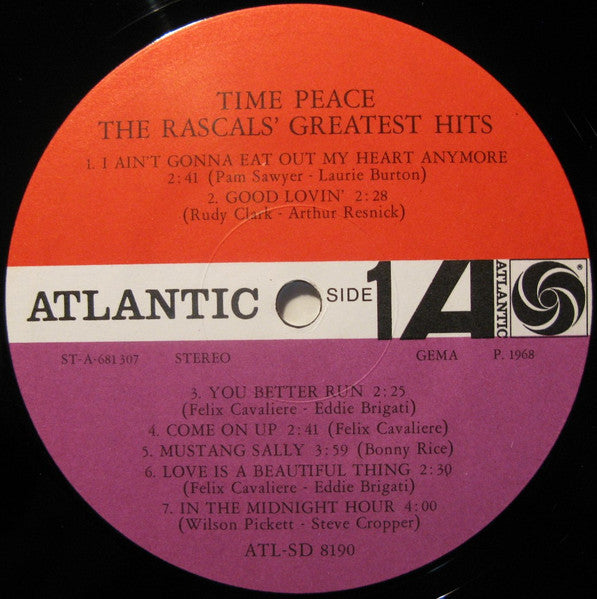 TIME PEACE
THE RASCALS' GREATEST HITS
1. I AIN'T GONNA EAT OUT MY HEART ANYMORE
2:41 (Pam Sawyer - Laurie Burton)
2. GOOD LOVIN' 2:28
(Rudy Clark - Arthur Resnick)
ATLANTIC SIDE 1 A ATLANTIC ®
ST-A-681 307 STEREO GEMA P. 1968
3. YOU BETTER RUN 2:25
(Felix Cavaliere - Eddie Brigati)
4. COME ON UP 2:41 (Felix Cavaliere)
5. MUSTANG SALLY 3:59 (Bonny Rice)
6. LOVE IS A BEAUTIFUL THING 2:30
(Felix Cavaliere - Eddie Brigati)
7. IN THE MIDNIGHT HOUR 4:00
(Wilson Pickett - Steve Cropper)
ATL-SD 8190